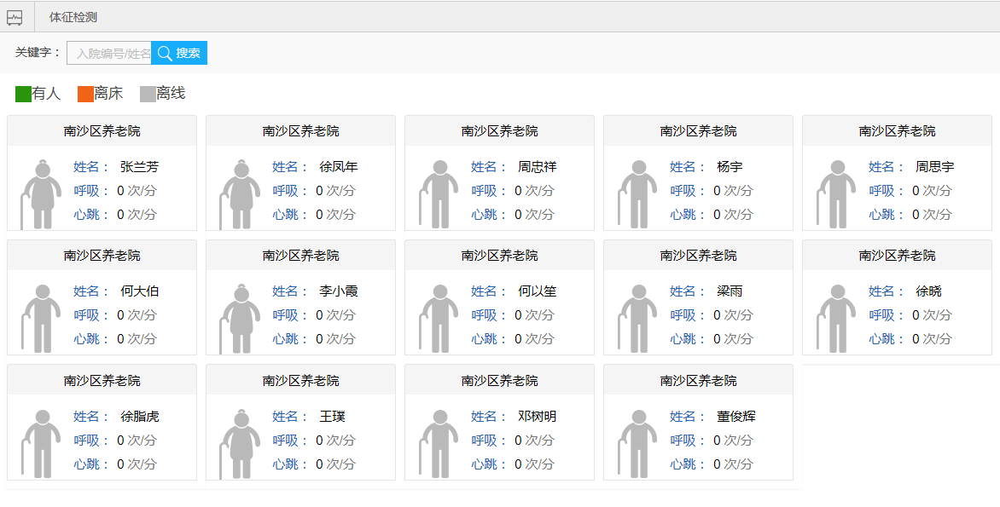 体征检测
关键字： 入院编号/姓名 搜索
有人 离床 离线
南沙区养老院 南沙区养老院 南沙区养老院 南沙区养老院 南沙区养老院
姓名： 张兰芳 姓名： 徐凤年 姓名： 周忠祥 姓名： 杨宇 姓名： 周思宇
呼吸： 0 次/分 呼吸： 0 次/分 呼吸： 0 次/分 呼吸： 0 次/分 呼吸： 0 次/分
心跳： 0 次/分 心跳： 0 次/分 心跳： 0 次/分 心跳： 0 次/分 心跳： 0 次/分
南沙区养老院 南沙区养老院 南沙区养老院 南沙区养老院 南沙区养老院
姓名： 何大伯 姓名： 李小霞 姓名： 何以笙 姓名： 梁雨 姓名： 徐晓
呼吸： 0 次/分 呼吸： 0 次/分 呼吸： 0 次/分 呼吸： 0 次/分 呼吸： 0 次/分
心跳： 0 次/分 心跳： 0 次/分 心跳： 0 次/分 心跳： 0 次/分 心跳： 0 次/分
南沙区养老院 南沙区养老院 南沙区养老院 南沙区养老院
姓名： 徐脂虎 姓名： 王璞 姓名： 邓树明 姓名： 董俊辉
呼吸： 0 次/分 呼吸： 0 次/分 呼吸： 0 次/分 呼吸： 0 次/分
心跳： 0 次/分 心跳： 0 次/分 心跳： 0 次/分 心跳： 0 次/分